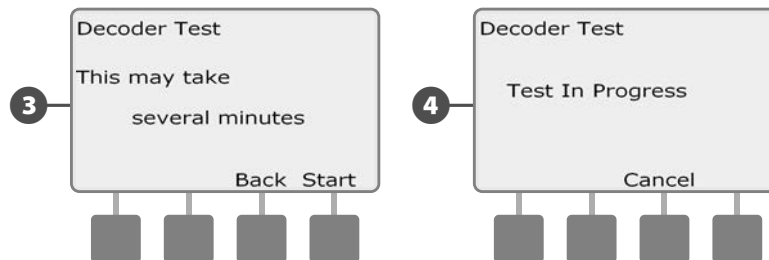 3
Decoder Test
This may take
several minutes
Back Start
4
Decoder Test
Test In Progress
Cancel